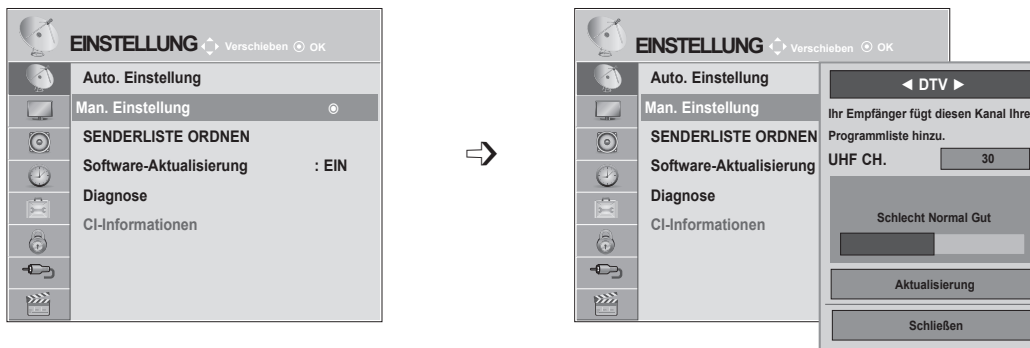 EINSTELLUNG Verschieben OK
Auto. Einstellung
Man. Einstellung
SENDERLISTE ORDNEN
Software-Aktualisierung : EIN
Diagnose
CI-Informationen
EINSTELLUNG Verschieben OK
Auto. Einstellung
Man. Einstellung
SENDERLISTE ORDNEN
Software-Aktualisierung
Diagnose
CI-Informationen
◀ DTV ▶
Ihr Empfänger fügt diesen Kanal Ihre
Programmliste hinzu.
UHF CH. 30
Schlecht Normal Gut
Aktualisierung
Schließen